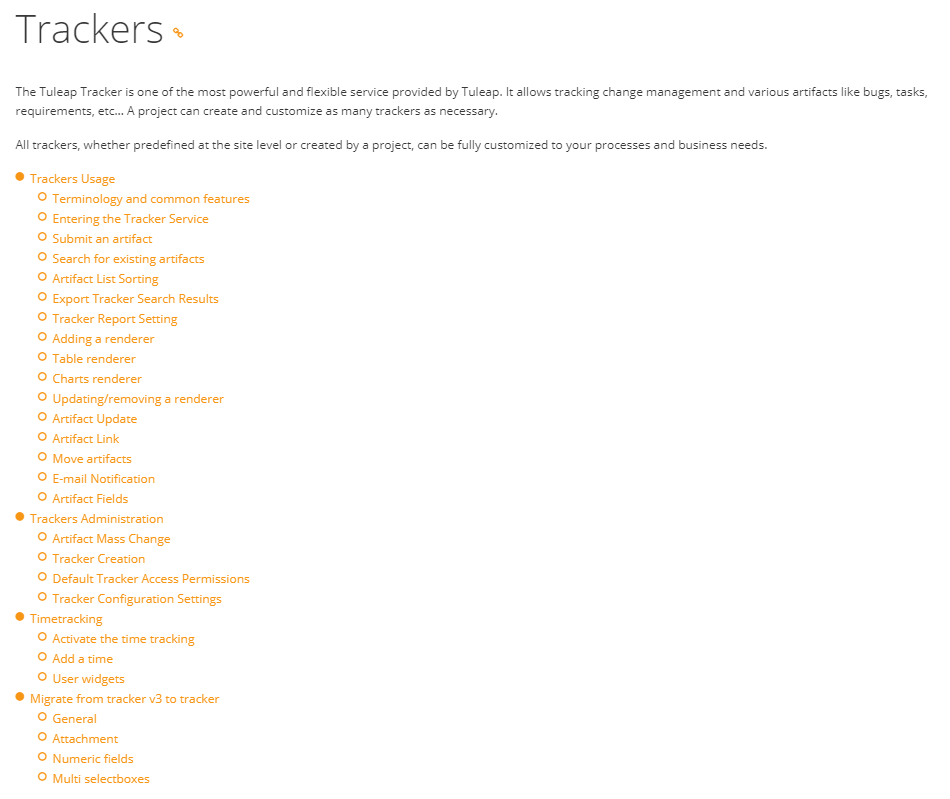 Trackers
The Tuleap Tracker is one of the most powerful and flexible service provided by Tuleap. It allows tracking change management and various artifacts like bugs, tasks,
requirements, etc... A project can create and customize as many trackers as necessary.
All trackers, whether predefined at the site level or created by a project, can be fully customized to your processes and business needs.
Trackers Usage
Terminology and common features
Entering the Tracker Service
Submit an artifact
Search for existing artifacts
Artifact List Sorting
Export Tracker Search Results
Tracker Report Setting
Adding a renderer
Table renderer
Charts renderer
Updating/removing a renderer
Artifact Update
Artifact Link
Move artifacts
E-mail Notification
Artifact Fields
Trackers Administration
Artifact Mass Change
Tracker Creation
Default Tracker Access Permissions
Tracker Configuration Settings
Timetracking
Activate the time tracking
Add a time
User widgets
Migrate from tracker v3 to tracker
General
Attachment
Numeric fields
Multi selectboxes